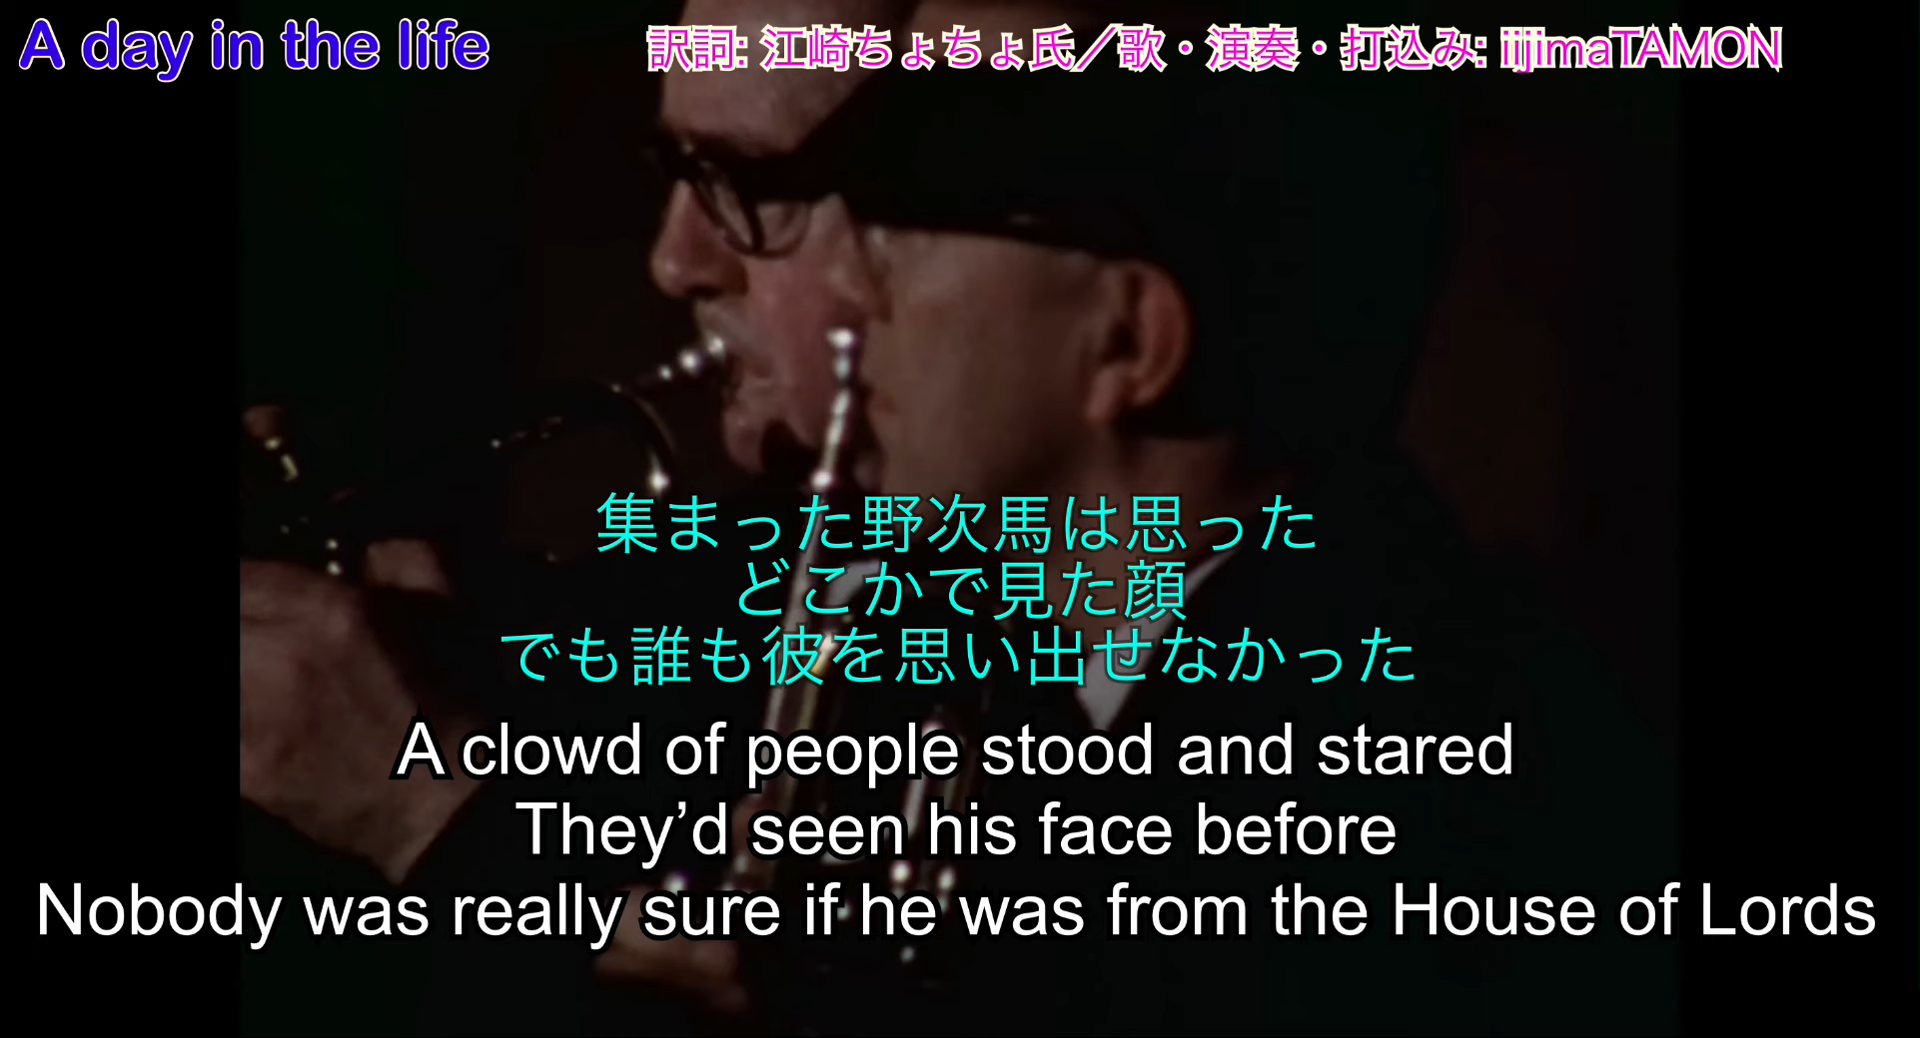 A day in the life
訳詞: 江崎ちょちょ氏／歌・演奏・打込み: iijimaTAMON
集まった野次馬は思った
どこかで見た顔
でも誰も彼を思い出せなかった
A clowd of people stood and stared
They’d seen his face before
Nobody was really sure if he was from the House of Lords